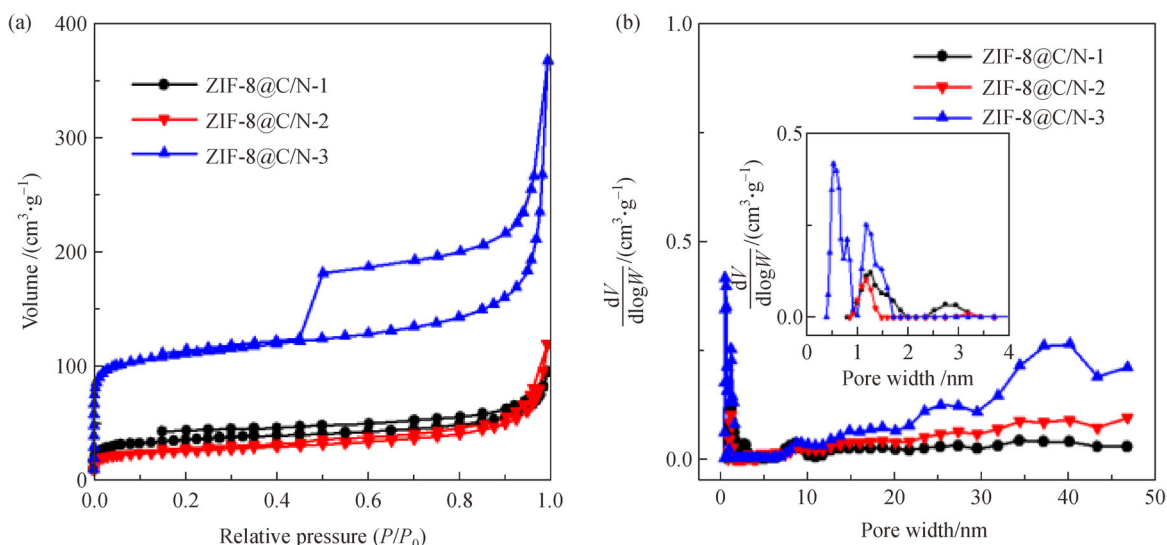 (a)
400
300
200
100
0
Volume /(cm³·g⁻¹)
ZIF-8@C/N-1
ZIF-8@C/N-2
ZIF-8@C/N-3
0.0 0.2 0.4 0.6 0.8 1.0
Relative pressure (P/P₀)
(b)
1.0
0.5
0.0
dV/dlogW/(cm³·g⁻¹)
ZIF-8@C/N-1
ZIF-8@C/N-2
ZIF-8@C/N-3
0.5
0.0
dV/dlogW/(cm³·g⁻¹)
0 1 2 3 4
Pore width /nm
0 10 20 30 40 50
Pore width/nm